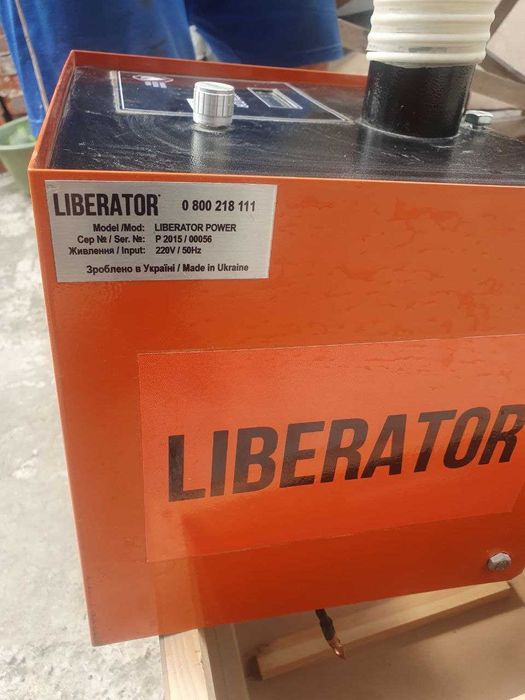 LIBERATOR® 0 800 218 111
Model /Mod: LIBERATOR POWER
Сер № / Ser. №: P 2015 / 00056
Живлення / Input: 220V / 50Hz
Зроблено в Україні / Made in Ukraine
LIBERATOR